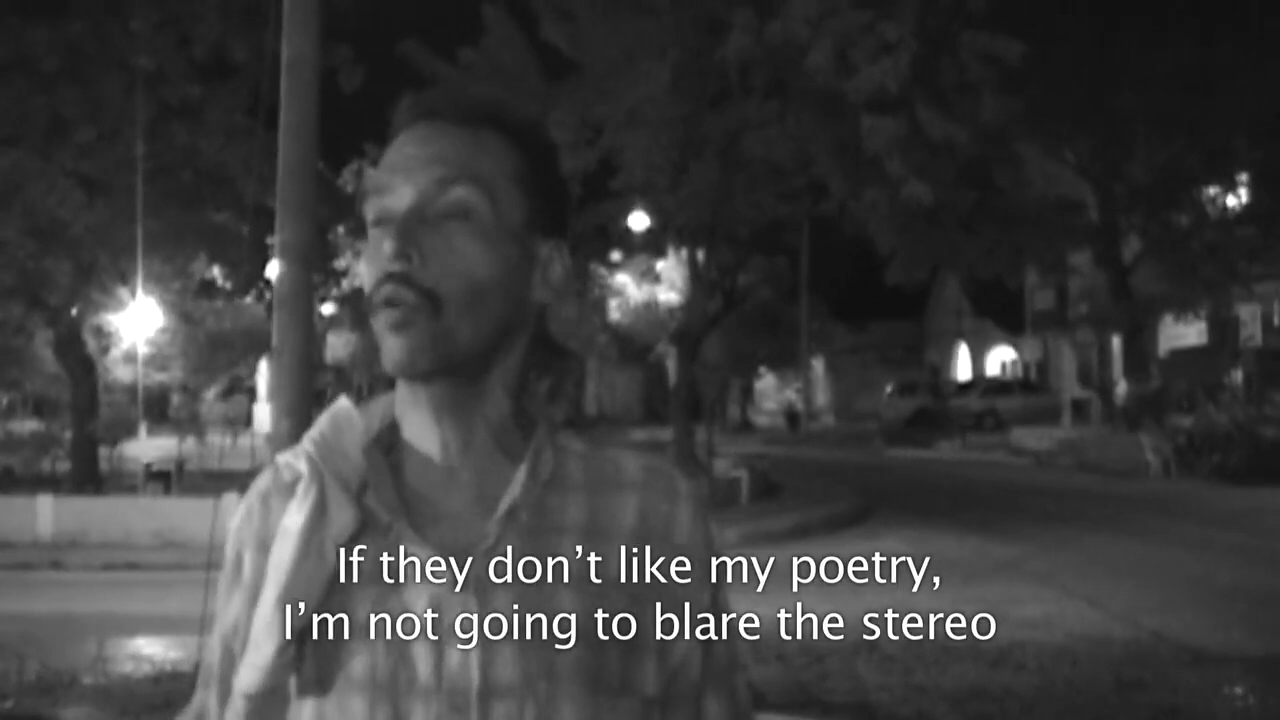 If they don’t like my poetry,
I’m not going to blare the stereo